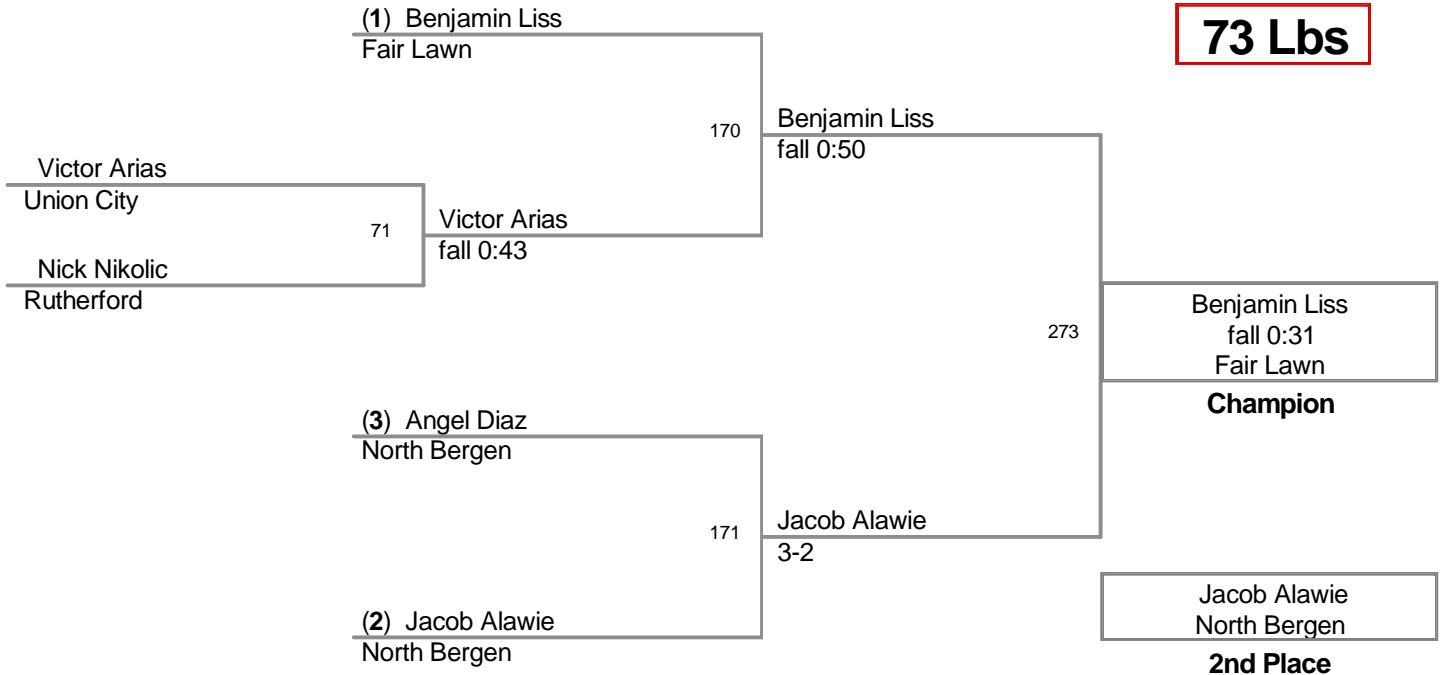 (1) Benjamin Liss
Fair Lawn
73 Lbs
170
Benjamin Liss
fall 0:50
Victor Arias
Union City
71
Victor Arias
fall 0:43
Nick Nikolic
Rutherford
273
Benjamin Liss
fall 0:31
Fair Lawn
Champion
(3) Angel Diaz
North Bergen
171
Jacob Alawie
3-2
(2) Jacob Alawie
North Bergen
Jacob Alawie
North Bergen
2nd Place